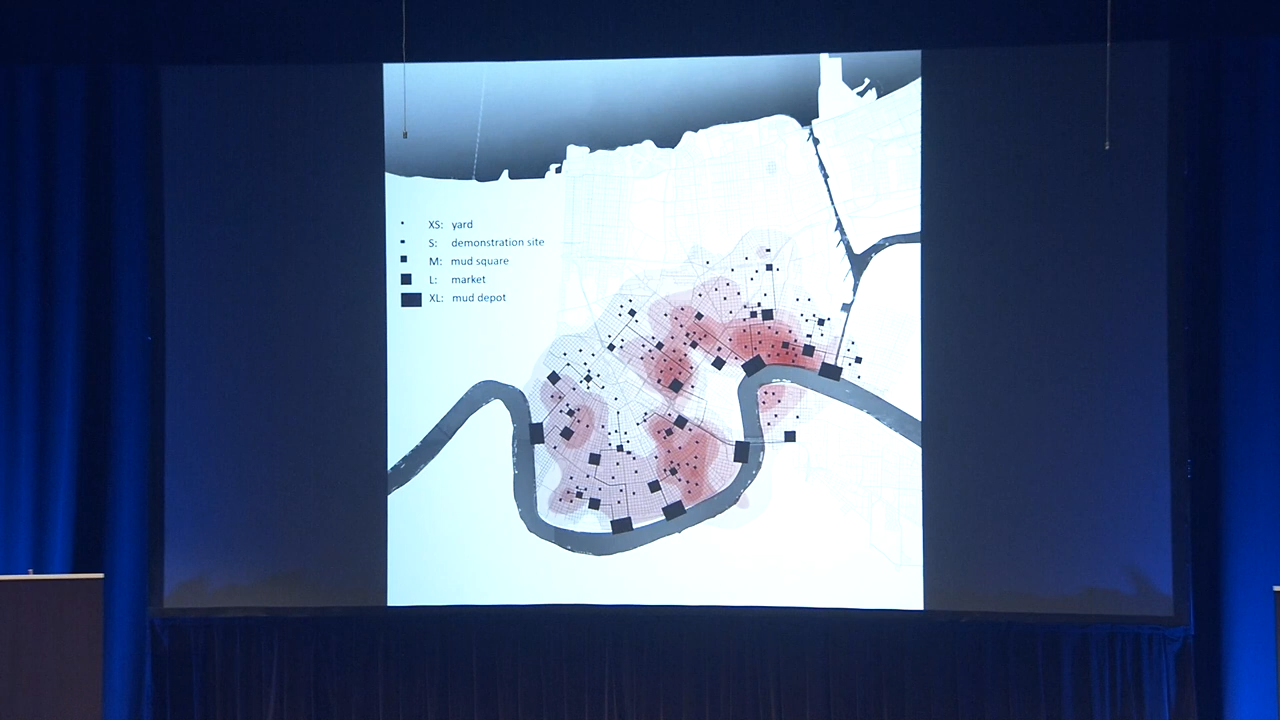 XS: yard
S: demonstration site
M: mud square
L: market
XL: mud depot